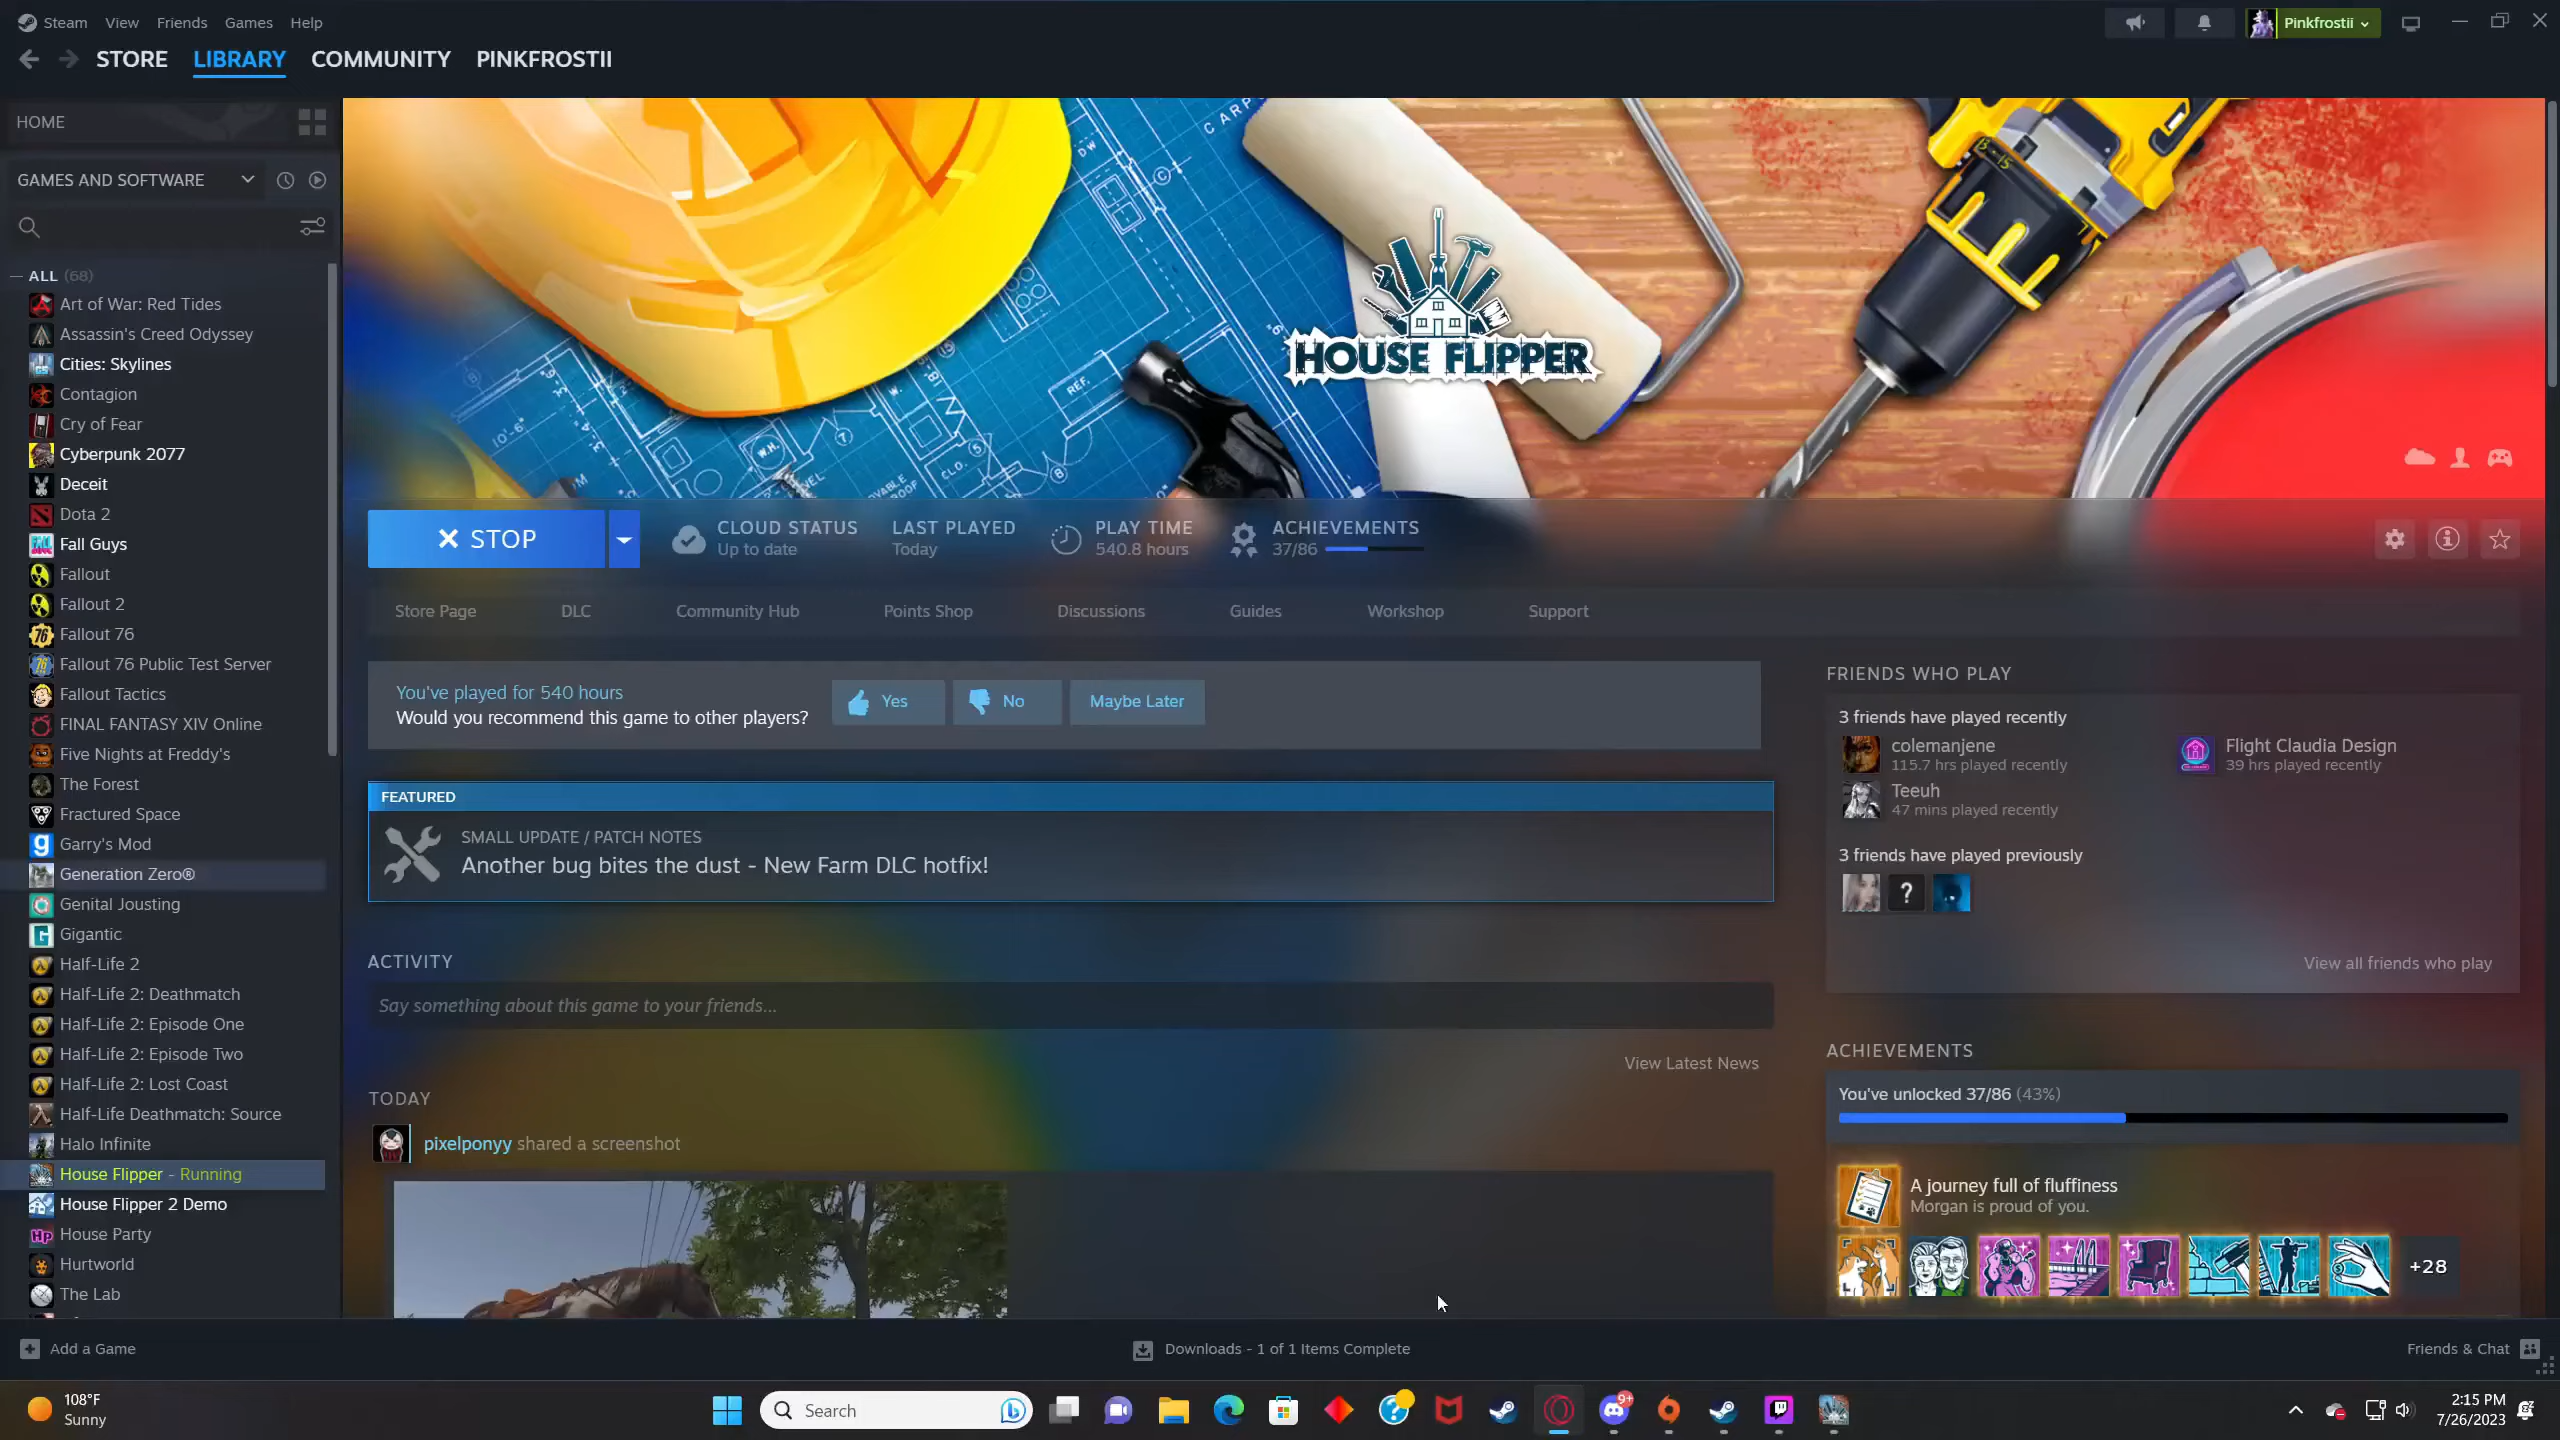 Steam View Friends Games Help
Pinkfrostii
STORE LIBRARY COMMUNITY PINKFROSTII
HOME
GAMES AND SOFTWARE
ALL (68)
Art of War: Red Tides
Assassin's Creed Odyssey
Cities: Skylines
Contagion
Cry of Fear
Cyberpunk 2077
Deceit
Dota 2
Fall Guys
Fallout
Fallout 2
Fallout 76
Fallout 76 Public Test Server
Fallout Tactics
FINAL FANTASY XIV Online
Five Nights at Freddy's
The Forest
Fractured Space
Garry's Mod
Generation Zero®
Genital Jousting
Gigantic
Half-Life 2
Half-Life 2: Deathmatch
Half-Life 2: Episode One
Half-Life 2: Episode Two
Half-Life 2: Lost Coast
Half-Life Deathmatch: Source
Halo Infinite
House Flipper - Running
House Flipper 2 Demo
House Party
Hurtworld
The Lab
Add a Game
HOUSE FLIPPER
DW
REF.
10'-6"
W.H.
CLO.
STOP
CLOUD STATUS
Up to date
LAST PLAYED
Today
PLAY TIME
540.8 hours
ACHIEVEMENTS
37/86
Store Page DLC Community Hub Points Shop Discussions Guides Workshop Support
You've played for 540 hours
Would you recommend this game to other players?
Yes No Maybe Later
FEATURED
SMALL UPDATE / PATCH NOTES
Another bug bites the dust - New Farm DLC hotfix!
ACTIVITY
Say something about this game to your friends...
View Latest News
TODAY
pixelponyy shared a screenshot
FRIENDS WHO PLAY
3 friends have played recently
colemanjene
115.7 hrs played recently
Flight Claudia Design
39 hrs played recently
Teeuh
47 mins played recently
3 friends have played previously
?
View all friends who play
ACHIEVEMENTS
You've unlocked 37/86 (43%)
A journey full of fluffiness
Morgan is proud of you.
+28
Downloads - 1 of 1 Items Complete
Friends & Chat
108°F
Sunny
Search
9+
2:15 PM
7/26/2023